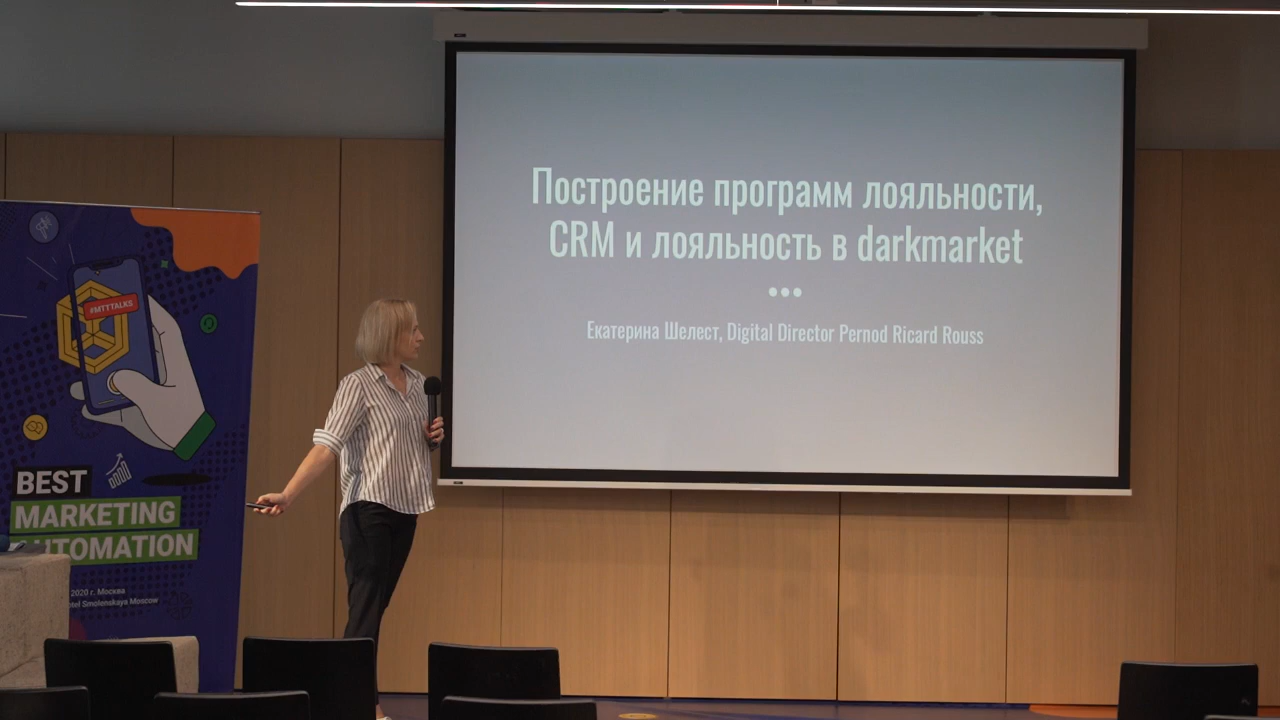 Построение программ лояльности,
CRM и лояльность в darkmarket
Екатерина Шелест, Digital Director Pernod Ricard Rouss
#MTTTALKS
BEST
MARKETING
AUTOMATION
2020 г. Москва
Smolenskaya Moscow